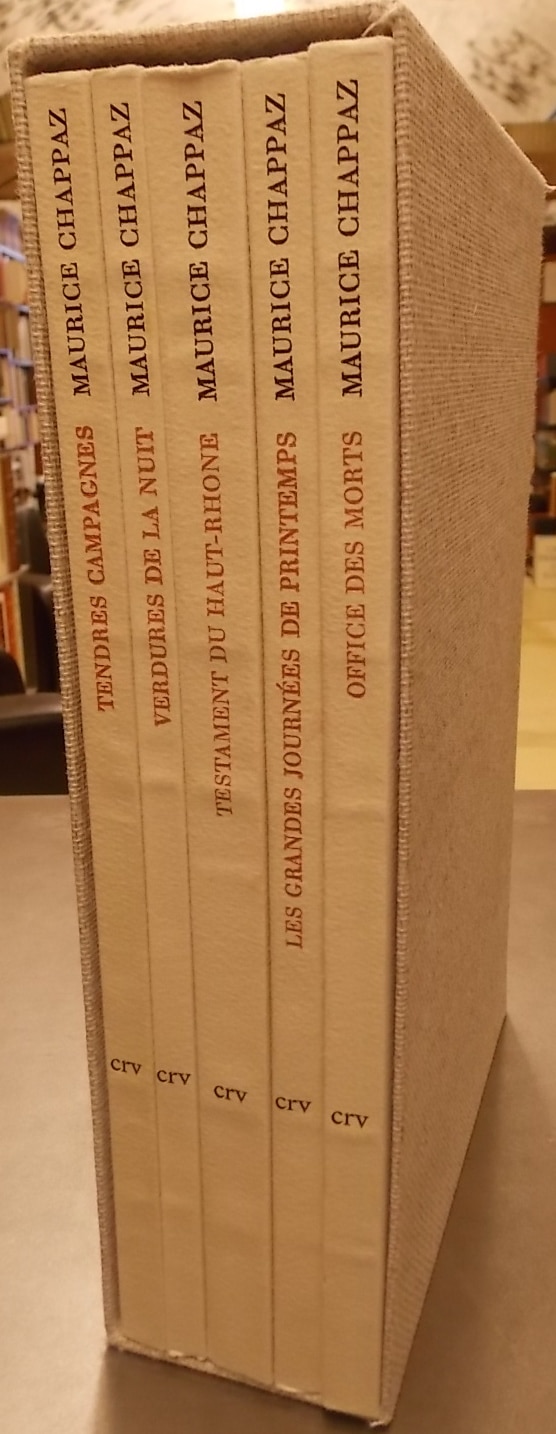 MAURICE CHAPPAZ
TENDRES CAMPAGNES
crv
MAURICE CHAPPAZ
VERDURES DE LA NUIT
crv
MAURICE CHAPPAZ
TESTAMENT DU HAUT-RHONE
crv
MAURICE CHAPPAZ
LES GRANDES JOURNÉES DE PRINTEMPS
crv
MAURICE CHAPPAZ
OFFICE DES MORTS
crv